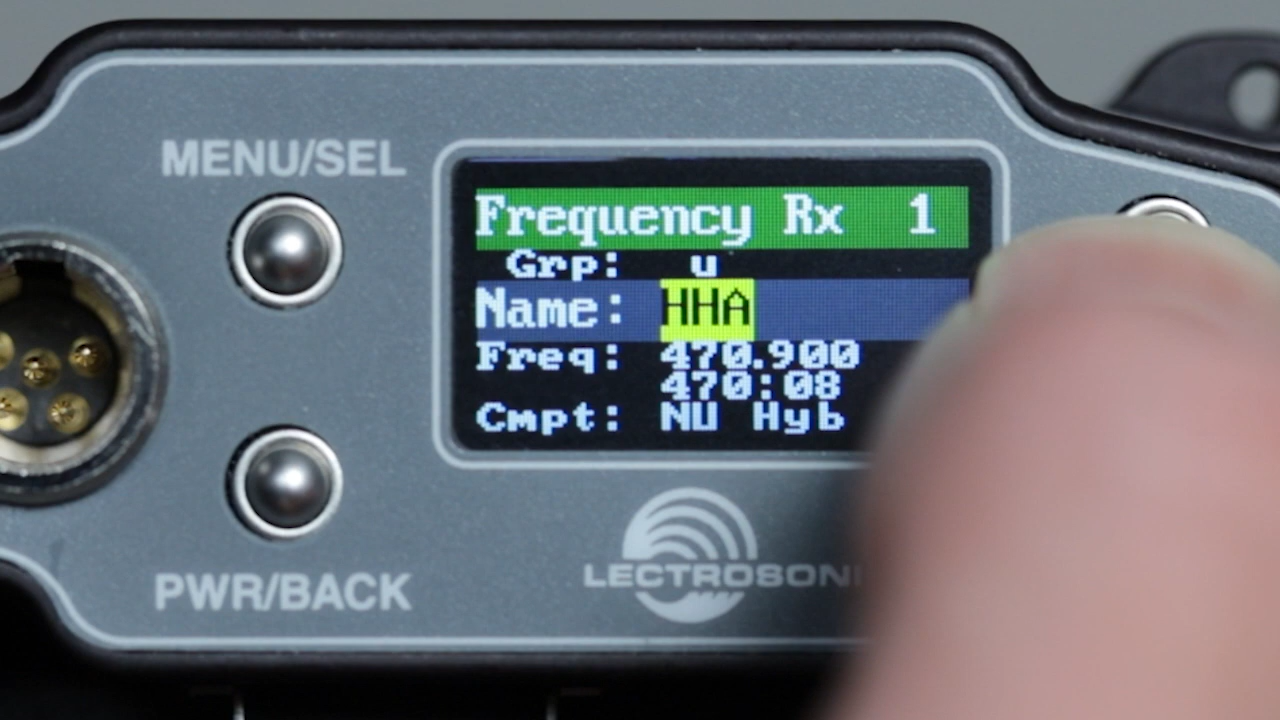 MENU/SEL
Frequency Rx 1
Grp: u
Name: HHA
Freq: 470.900
470:08
Cmpt: NU Hyb
LECTROSONI
PWR/BACK